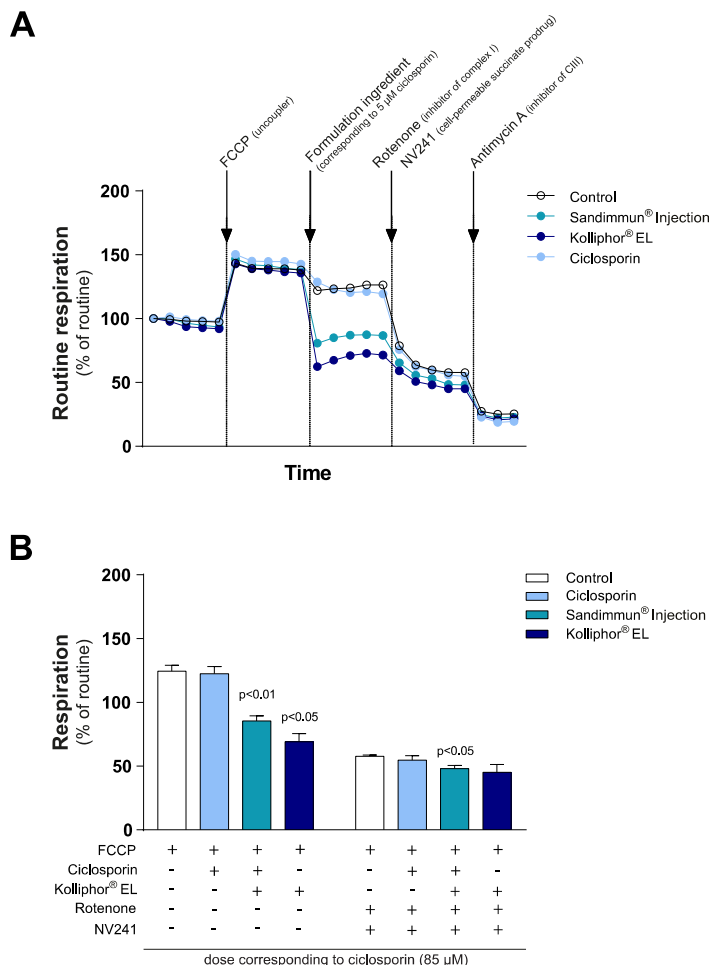 A
FCCP (uncoupler)
Formulation ingredient
(corresponding to 5 µM ciclosporin)
Rotenone (inhibitor of complex I)
NV241 (cell-permeable succinate prodrug)
Antimycin A (inhibitor of CIII)
Routine respiration
(% of routine)
200
150
100
50
0
Time
Control
Sandimmun® Injection
Kolliphor® EL
Ciclosporin
B
Respiration
(% of routine)
200
150
100
50
0
Control
Ciclosporin
Sandimmun® Injection
Kolliphor® EL
p<0.01
p<0.05
p<0.05
FCCP + + + + + + + +
Ciclosporin - + + - - + + -
Kolliphor® EL - - + + - - + +
Rotenone - - - - + + + +
NV241 - - - - + + + +
dose corresponding to ciclosporin (85 µM)